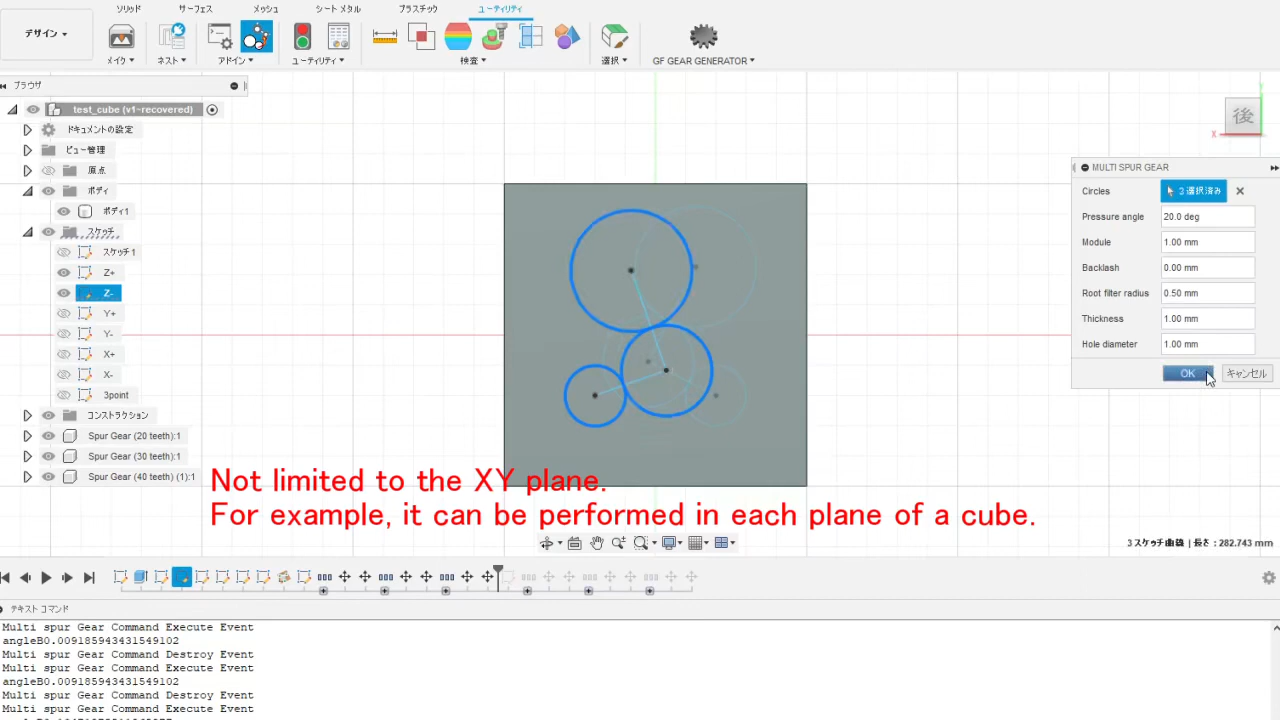 ソリッド サーフェス メッシュ シート メタル プラスチック ユーティリティ
デザイン
メイク ネスト アドイン ユーティリティ 検査 選択 GF GEAR GENERATOR
ブラウザ
test_cube (v1-recovered)
ドキュメントの設定
ビュー管理
原点
ボディ
ボディ1
スケッチ
スケッチ1
Z+
Z-
Y+
Y-
X+
X-
3point
コンストラクション
Spur Gear (20 teeth):1
Spur Gear (30 teeth):1
Spur Gear (40 teeth) (1):1
後
X
MULTI SPUR GEAR
Circles 3 選択済み
Pressure angle 20.0 deg
Module 1.00 mm
Backlash 0.00 mm
Root filter radius 0.50 mm
Thickness 1.00 mm
Hole diameter 1.00 mm
OK キャンセル
Not limited to the XY plane.
For example, it can be performed in each plane of a cube.
3 スケッチ曲線 | 長さ : 282.743 mm
テキスト コマンド
Multi spur Gear Command Execute Event
angleB0.009185943431549102
Multi spur Gear Command Destroy Event
Multi spur Gear Command Execute Event
angleB0.009185943431549102
Multi spur Gear Command Destroy Event
Multi spur Gear Command Execute Event